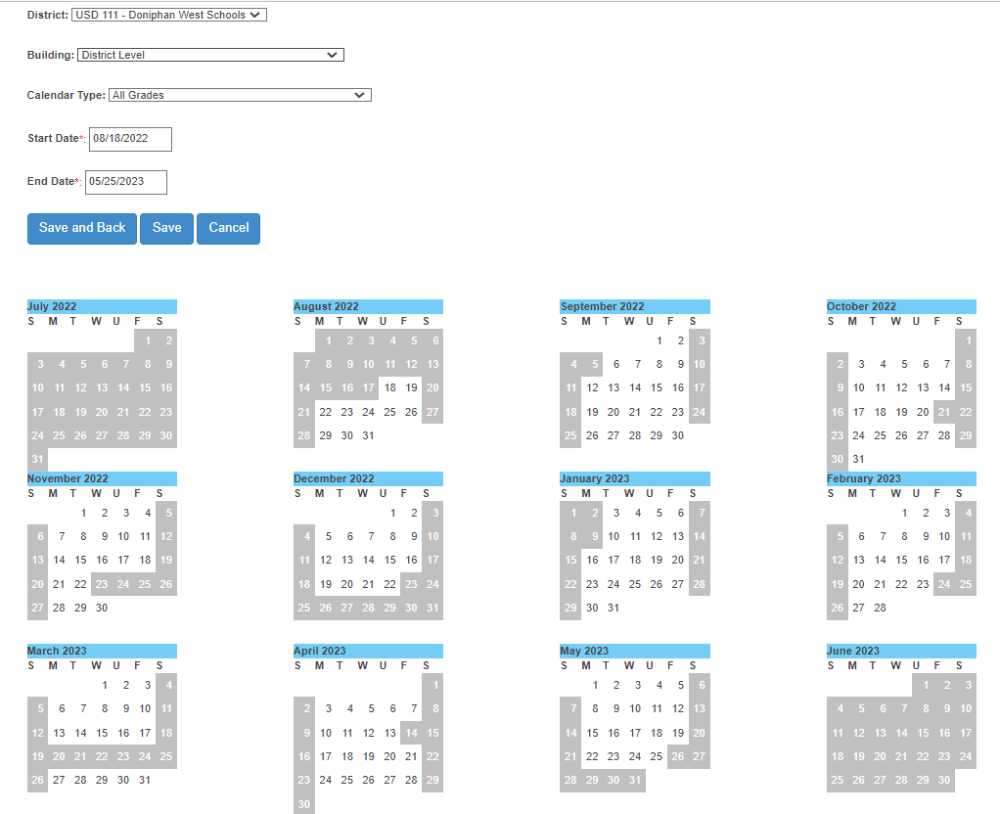 District: USD 111 - Doniphan West Schools
Building: District Level
Calendar Type: All Grades
Start Date*: 08/18/2022
End Date*: 05/25/2023
Save and Back Save Cancel
July 2022 August 2022 September 2022 October 2022
S M T W U F S S M T W U F S S M T W U F S S M T W U F S
1 2 1 2 3 4 5 6 1 2 3 1
3 4 5 6 7 8 9 7 8 9 10 11 12 13 4 5 6 7 8 9 10 2 3 4 5 6 7 8
10 11 12 13 14 15 16 14 15 16 17 18 19 20 11 12 13 14 15 16 17 9 10 11 12 13 14 15
17 18 19 20 21 22 23 21 22 23 24 25 26 27 18 19 20 21 22 23 24 16 17 18 19 20 21 22
24 25 26 27 28 29 30 28 29 30 31 25 26 27 28 29 30 23 24 25 26 27 28 29
31 30 31
November 2022 December 2022 January 2023 February 2023
S M T W U F S S M T W U F S S M T W U F S S M T W U F S
1 2 3 4 5 1 2 3 1 2 3 4 5 6 7 1 2 3 4
6 7 8 9 10 11 12 4 5 6 7 8 9 10 8 9 10 11 12 13 14 5 6 7 8 9 10 11
13 14 15 16 17 18 19 11 12 13 14 15 16 17 15 16 17 18 19 20 21 12 13 14 15 16 17 18
20 21 22 23 24 25 26 18 19 20 21 22 23 24 22 23 24 25 26 27 28 19 20 21 22 23 24 25
27 28 29 30 25 26 27 28 29 30 31 29 30 31 26 27 28
March 2023 April 2023 May 2023 June 2023
S M T W U F S S M T W U F S S M T W U F S S M T W U F S
1 2 3 4 1 1 2 3 4 5 6 1 2 3
5 6 7 8 9 10 11 2 3 4 5 6 7 8 7 8 9 10 11 12 13 4 5 6 7 8 9 10
12 13 14 15 16 17 18 9 10 11 12 13 14 15 14 15 16 17 18 19 20 11 12 13 14 15 16 17
19 20 21 22 23 24 25 16 17 18 19 20 21 22 21 22 23 24 25 26 27 18 19 20 21 22 23 24
26 27 28 29 30 31 23 24 25 26 27 28 29 28 29 30 31 25 26 27 28 29 30
30